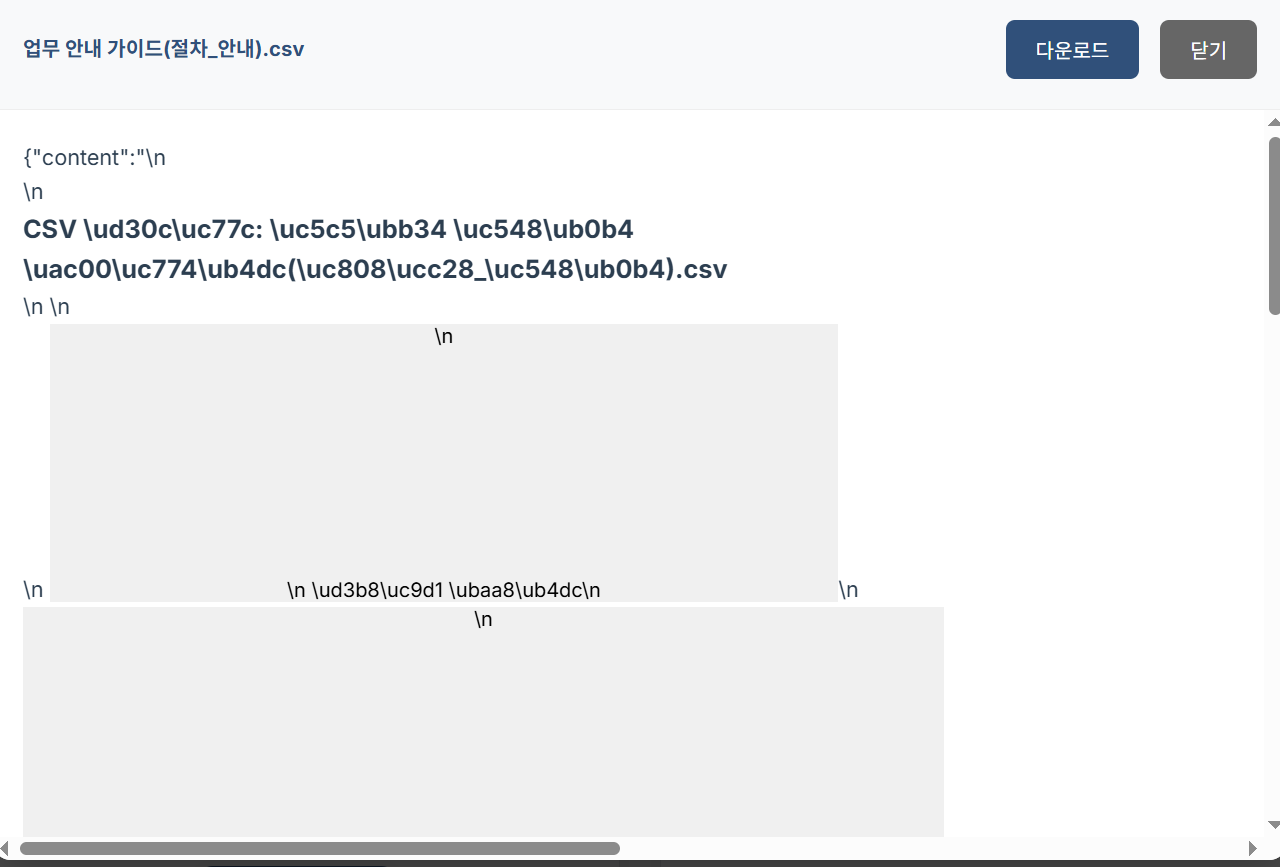 업무 안내 가이드(절차_안내).csv
다운로드
닫기
{"content":"\n
\n
CSV \ud30c\uc77c: \uc5c5\ubb34 \uc548\ub0b4
\uac00\uc774\ub4dc(\uc808\ucc28_\uc548\ub0b4).csv
\n \n
\n
\n \n \ud3b8\uc9d1 \ubaa8\ub4dc\n \n
\n